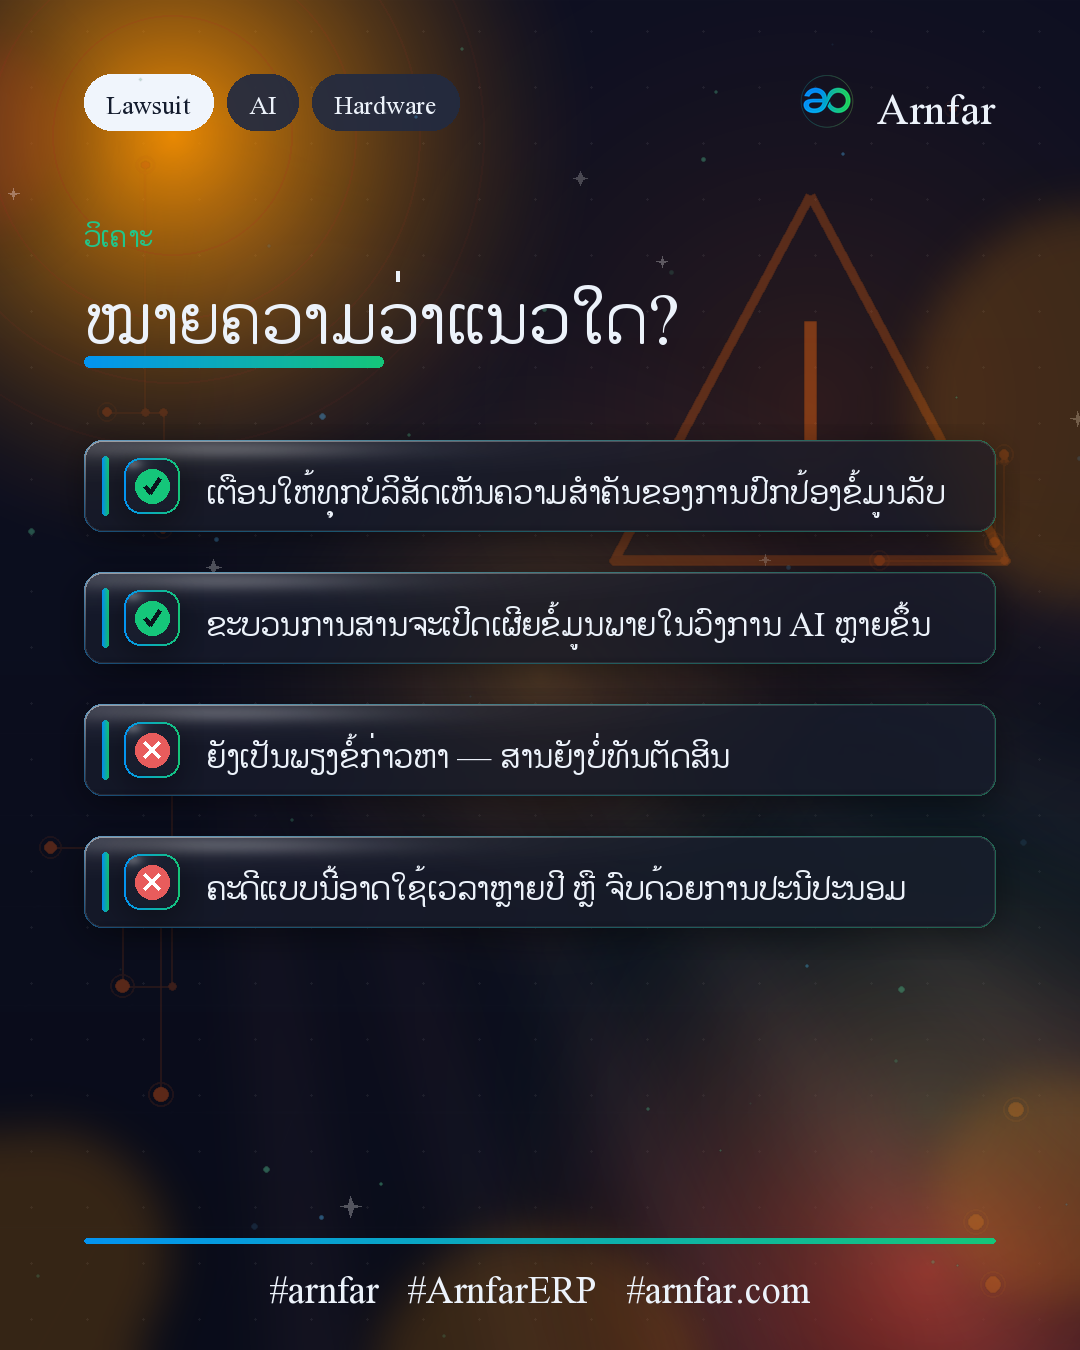 Lawsuit AI Hardware
Arnfar
ວິເຄາະ
ໝາຍຄວາມວ່າແນວໃດ?
ເຕືອນໃຫ້ທຸກບໍລິສັດເຫັນຄວາມສຳຄັນຂອງການປົກປ້ອງຂໍ້ມູນລັບ
ຂະບວນການສານຈະເປີດເຜີຍຂໍ້ມູນພາຍໃນວົງການ AI ຫຼາຍຂຶ້ນ
ຍັງເປັນພຽງຂໍ້ກ່າວຫາ — ສານຍັງບໍ່ທັນຕັດສິນ
ຄະດີແບບນີ້ອາດໃຊ້ເວລາຫຼາຍປີ ຫຼື ຈົບດ້ວຍການປະນີປະນອມ
#arnfar #ArnfarERP #arnfar.com